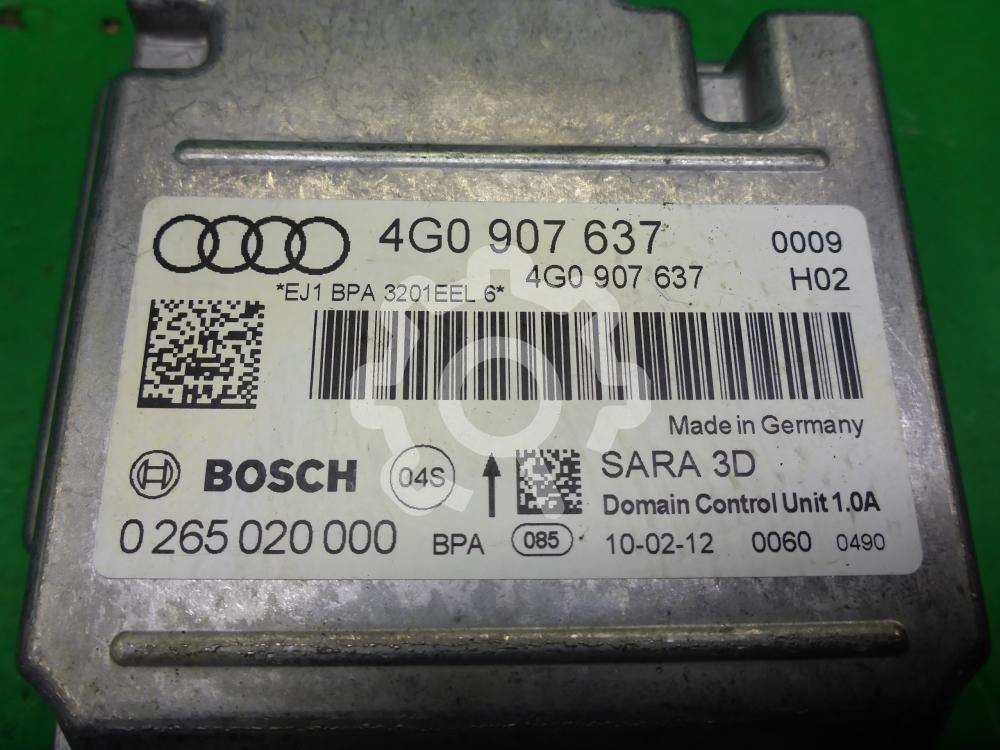 4G0 907 637 0009
4G0 907 637 H02
*EJ1 BPA 3201EEL 6*
Made in Germany
BOSCH 04S SARA 3D
Domain Control Unit 1.0A
0 265 020 000 BPA 085 10-02-12 0060 0490